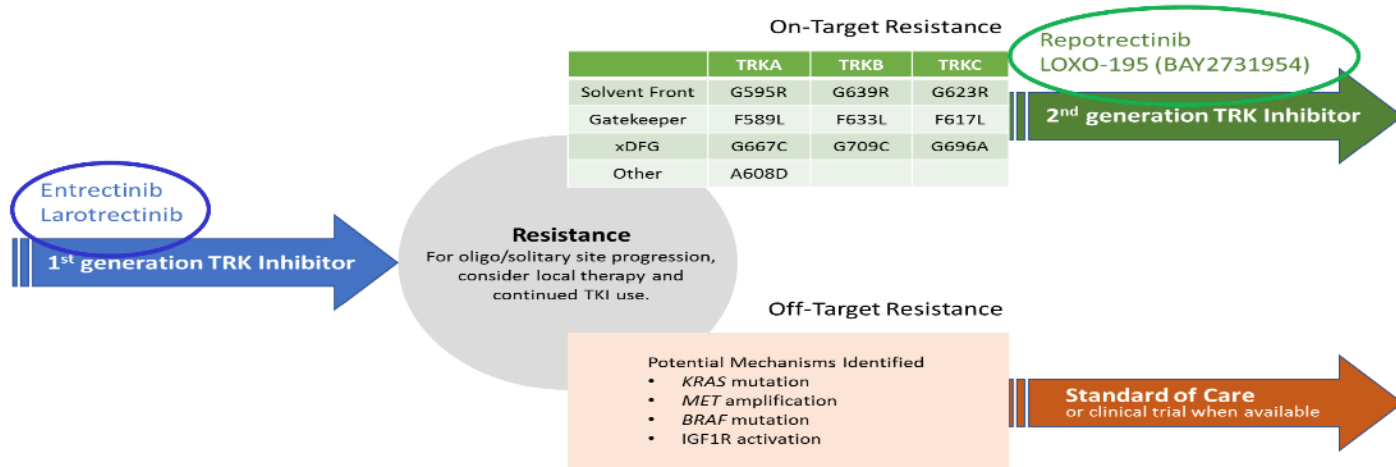 On-Target Resistance
TRKA TRKB TRKC
Solvent Front G595R G639R G623R
Gatekeeper F589L F633L F617L
xDFG G667C G709C G696A
Other A608D
Repotrectinib
LOXO-195 (BAY2731954)
2nd generation TRK Inhibitor
Entrectinib
Larotrectinib
1st generation TRK Inhibitor
Resistance
For oligo/solitary site progression,
consider local therapy and
continued TKI use.
Off-Target Resistance
Potential Mechanisms Identified
• KRAS mutation
• MET amplification
• BRAF mutation
• IGF1R activation
Standard of Care
or clinical trial when available